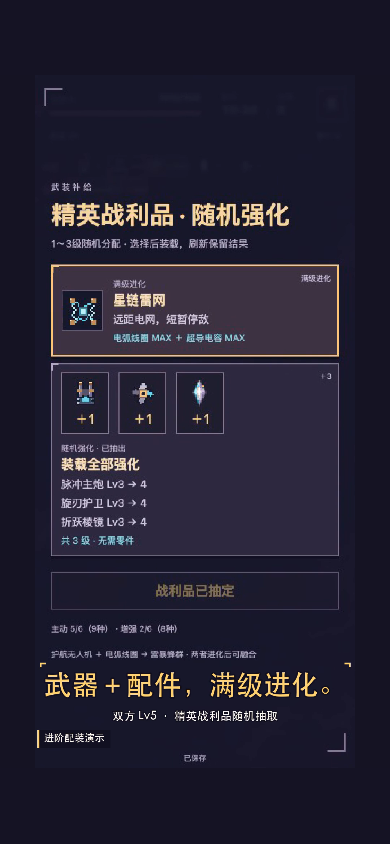 武装补给
精英战利品·随机强化
1~3级随机分配·选择后装载，刷新保留结果
满级进化
满级进化
星链雷网
远距电网，短暂停敌
电弧线圈 MAX + 超导电容 MAX
+3
+1 +1 +1
随机强化·已抽出
装载全部强化
脉冲主炮 Lv3 → 4
旋刃护卫 Lv3 → 4
折跃棱镜 Lv3 → 4
共 3 级·无需零件
战利品已抽定
主动 5/6（9种）·增强 2/6（8种）
护航无人机 + 电弧线圈 → 雷暴蜂群·两者进化后可融合
武器+配件，满级进化。
双方 Lv5 · 精英战利品随机抽取
进阶配装演示
已保存